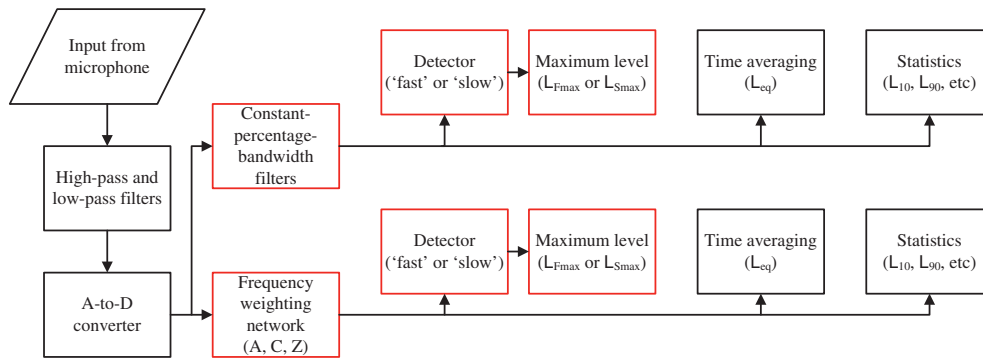 Input from
microphone
High-pass and
low-pass filters
A-to-D
converter
Constant-
percentage-
bandwidth
filters
Detector
(‘fast’ or ‘slow’)
Maximum level
(LFmax or LSmax)
Time averaging
(Leq)
Statistics
(L10, L90, etc)
Frequency
weighting
network
(A, C, Z)
Detector
(‘fast’ or ‘slow’)
Maximum level
(LFmax or LSmax)
Time averaging
(Leq)
Statistics
(L10, L90, etc)